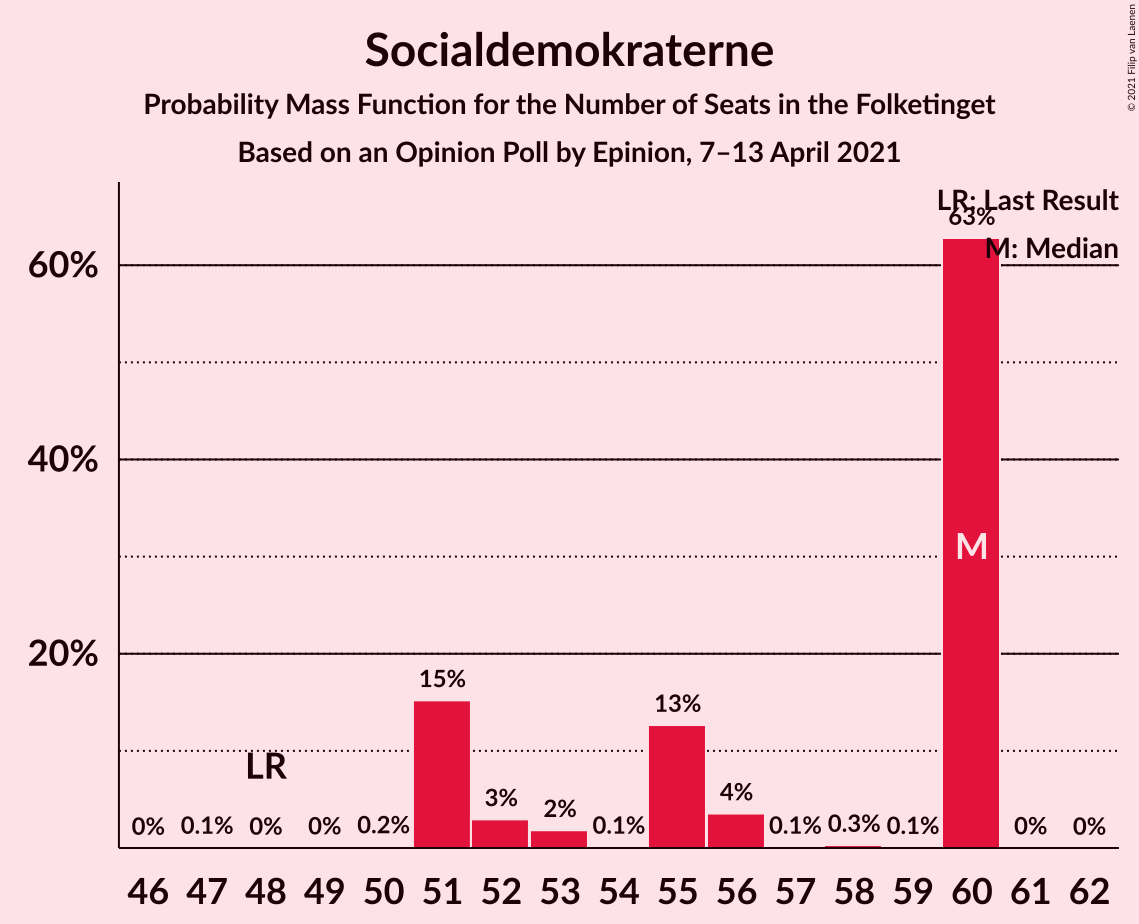 Socialdemokraterne
Probability Mass Function for the Number of Seats in the Folketinget
Based on an Opinion Poll by Epinion, 7–13 April 2021
© 2021 Filip van Laenen
LR: Last Result
M: Median
60%
40%
20%
63%
M
15%
13%
LR
3%
2%
4%
0%
0.1%
0%
0%
0.2%
0.1%
0.1%
0.3%
0.1%
0%
0%
46 47 48 49 50 51 52 53 54 55 56 57 58 59 60 61 62